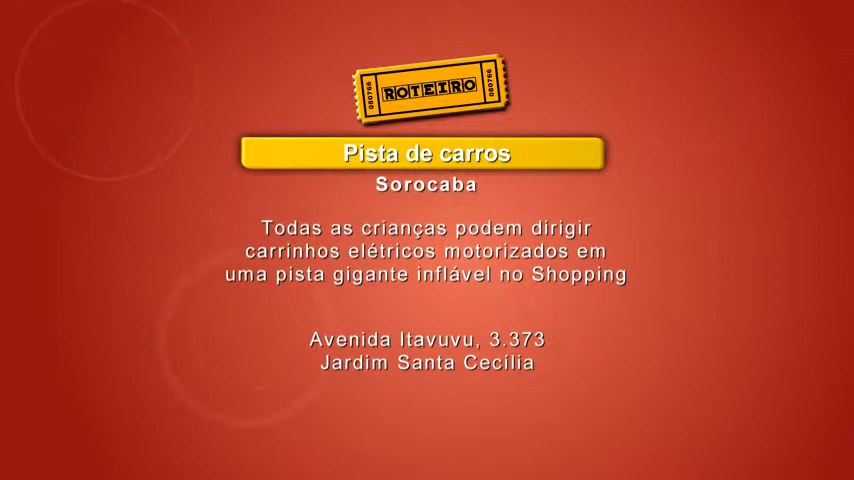 080766 ROTEIRO 080766
Pista de carros
Sorocaba
Todas as crianças podem dirigir
carrinhos elétricos motorizados em
uma pista gigante inflável no Shopping
Avenida Itavuvu, 3.373
Jardim Santa Cecília